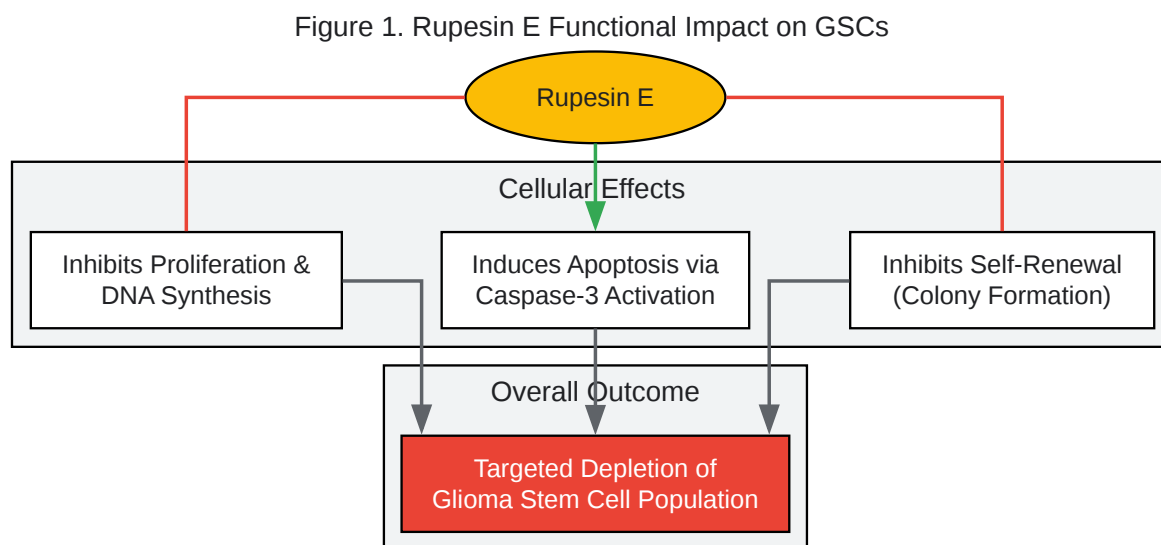 Figure 1. Rupesin E Functional Impact on GSCs
Rupesin E
Cellular Effects
Inhibits Proliferation &
DNA Synthesis
Induces Apoptosis via
Caspase-3 Activation
Inhibits Self-Renewal
(Colony Formation)
Overall Outcome
Targeted Depletion of
Glioma Stem Cell Population